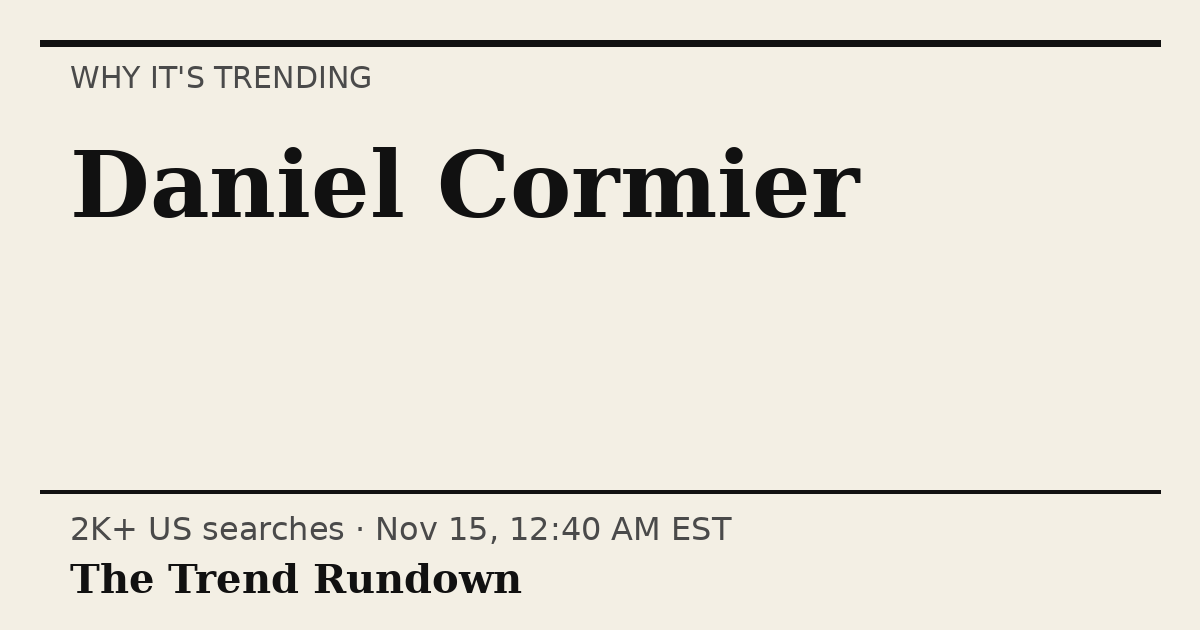 WHY IT'S TRENDING
Daniel Cormier
2K+ US searches · Nov 15, 12:40 AM EST
The Trend Rundown